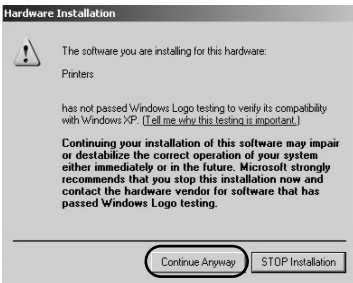 Hardware Installation
The software you are installing for this hardware:
Printers
has not passed Windows Logo testing to verify its compatibility
with Windows XP. (Tell me why this testing is important.)
Continuing your installation of this software may impair
or destabilize the correct operation of your system
either immediately or in the future. Microsoft strongly
recommends that you stop this installation now and
contact the hardware vendor for software that has
passed Windows Logo testing.
Continue Anyway STOP Installation